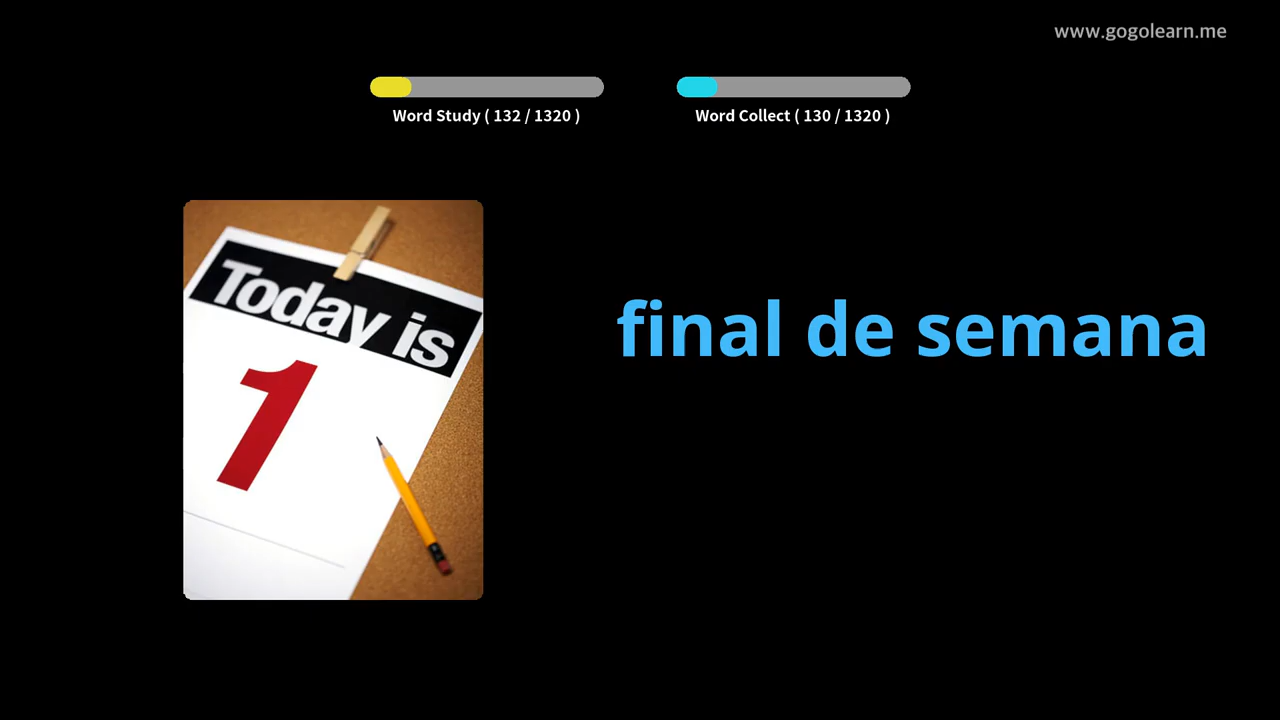 www.gogolearn.me
Word Study ( 132 / 1320 )
Word Collect ( 130 / 1320 )
Today is
1
final de semana